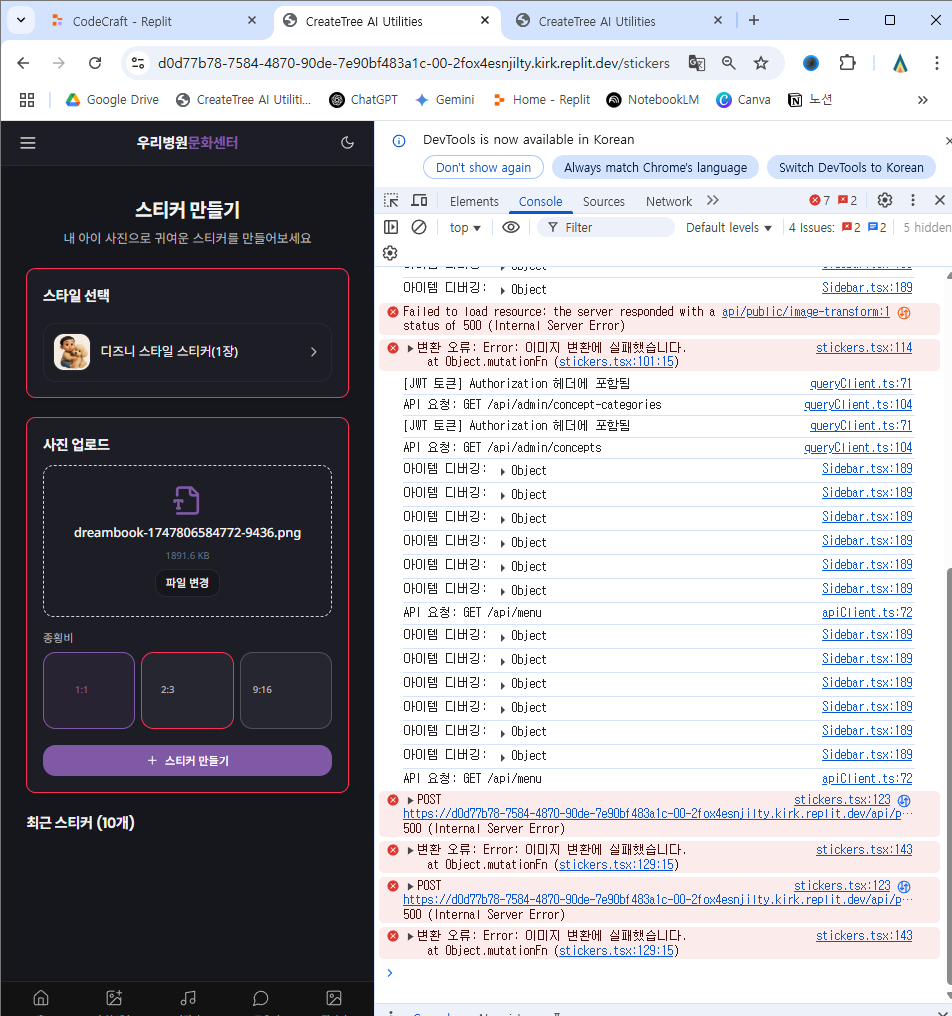 CodeCraft - Replit
CreateTree AI Utilities
CreateTree AI Utilities
d0d77b78-7584-4870-90de-7e90bf483a1c-00-2fox4esnjilty.kirk.replit.dev/stickers
Google Drive
CreateTree AI Utiliti...
ChatGPT
Gemini
Home - Replit
NotebookLM
Canva
노션
우리병원문화센터
스티커 만들기
내 아이 사진으로 귀여운 스티커를 만들어보세요
스타일 선택
디즈니 스타일 스티커(1장)
사진 업로드
dreambook-1747806584772-9436.png
1891.6 KB
파일 변경
종횡비
1:1
2:3
9:16
+ 스티커 만들기
최근 스티커 (10개)
DevTools is now available in Korean
Don't show again
Always match Chrome's language
Switch DevTools to Korean
Elements
Console
Sources
Network
7
2
top
Filter
Default levels
4 Issues: 2 2
5 hidden
아이템 디버깅: Object Sidebar.tsx:189
아이템 디버깅: Object Sidebar.tsx:189
Failed to load resource: the server responded with a api/public/image-transform:1
status of 500 (Internal Server Error)
변환 오류: Error: 이미지 변환에 실패했습니다. stickers.tsx:114
at Object.mutationFn (stickers.tsx:101:15)
[JWT 토큰] Authorization 헤더에 포함됨 queryClient.ts:71
API 요청: GET /api/admin/concept-categories queryClient.ts:104
[JWT 토큰] Authorization 헤더에 포함됨 queryClient.ts:71
API 요청: GET /api/admin/concepts queryClient.ts:104
아이템 디버깅: Object Sidebar.tsx:189
아이템 디버깅: Object Sidebar.tsx:189
아이템 디버깅: Object Sidebar.tsx:189
아이템 디버깅: Object Sidebar.tsx:189
아이템 디버깅: Object Sidebar.tsx:189
아이템 디버깅: Object Sidebar.tsx:189
API 요청: GET /api/menu apiClient.ts:72
아이템 디버깅: Object Sidebar.tsx:189
아이템 디버깅: Object Sidebar.tsx:189
아이템 디버깅: Object Sidebar.tsx:189
아이템 디버깅: Object Sidebar.tsx:189
아이템 디버깅: Object Sidebar.tsx:189
아이템 디버깅: Object Sidebar.tsx:189
API 요청: GET /api/menu apiClient.ts:72
POST stickers.tsx:123
https://d0d77b78-7584-4870-90de-7e90bf483a1c-00-2fox4esnjilty.kirk.replit.dev/api/p…
500 (Internal Server Error)
변환 오류: Error: 이미지 변환에 실패했습니다. stickers.tsx:143
at Object.mutationFn (stickers.tsx:129:15)
POST stickers.tsx:123
https://d0d77b78-7584-4870-90de-7e90bf483a1c-00-2fox4esnjilty.kirk.replit.dev/api/p…
500 (Internal Server Error)
변환 오류: Error: 이미지 변환에 실패했습니다. stickers.tsx:143
at Object.mutationFn (stickers.tsx:129:15)